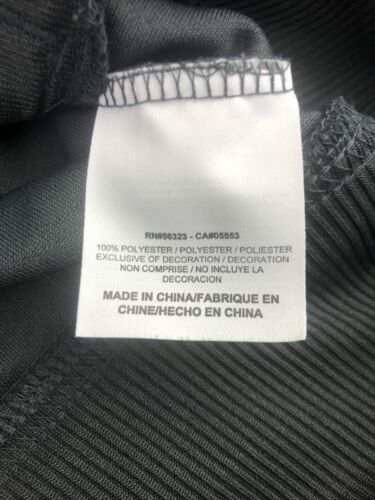 RN#56323 - CA#05553
100% POLYESTER / POLYESTER / POLIESTER
EXCLUSIVE OF DECORATION / DECORATION
NON COMPRISE / NO INCLUYE LA
DECORACION
MADE IN CHINA/FABRIQUE EN
CHINE/HECHO EN CHINA